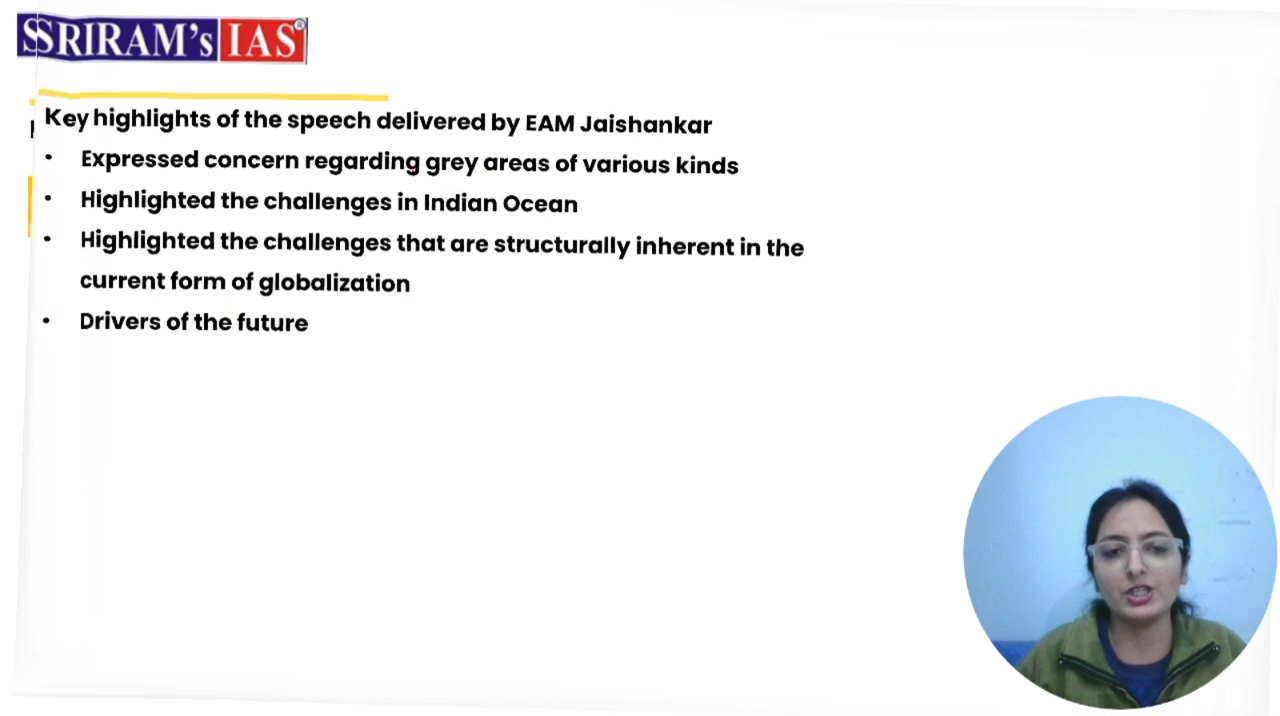 SRIRAM's IAS
Key highlights of the speech delivered by EAM Jaishankar
• Expressed concern regarding grey areas of various kinds
• Highlighted the challenges in Indian Ocean
• Highlighted the challenges that are structurally inherent in the
current form of globalization
• Drivers of the future